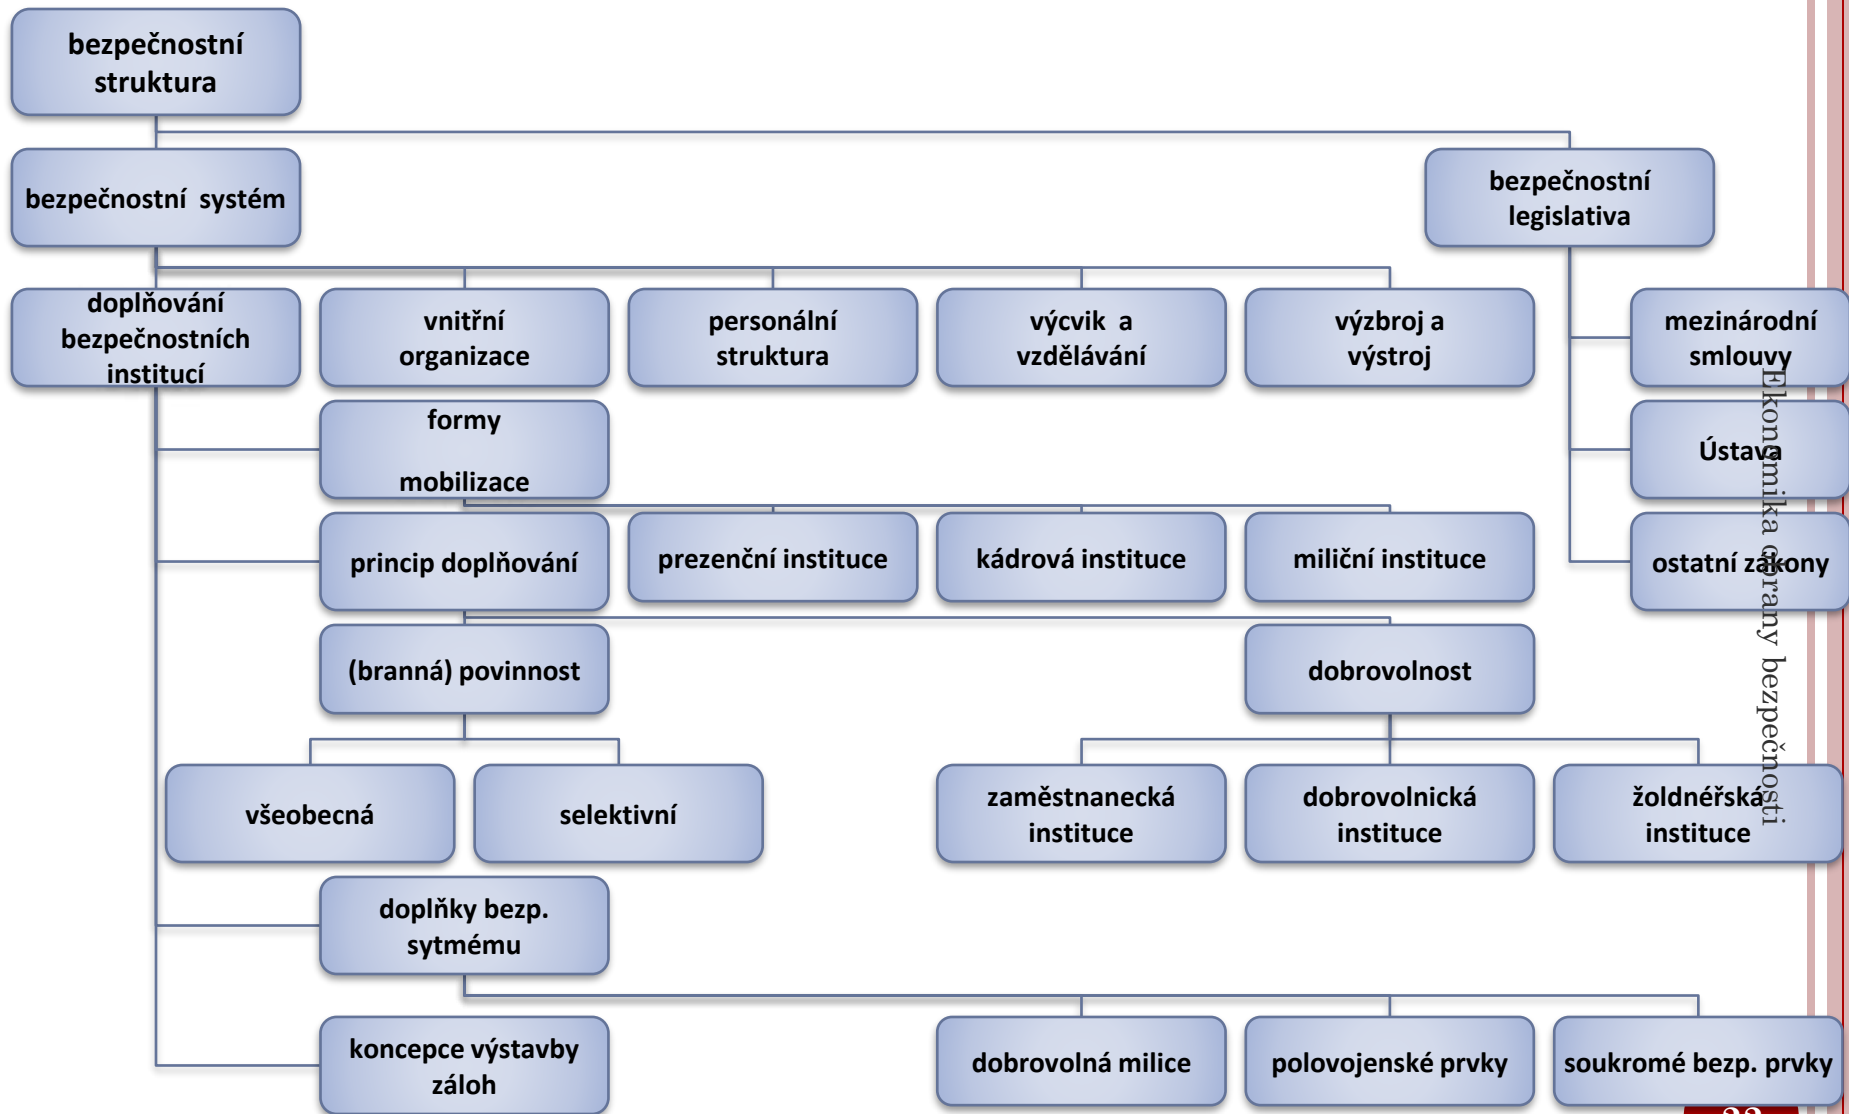 bezpečnostní
struktura
bezpečnostní systém
bezpečnostní
legislativa
doplňování
bezpečnostních
institucí
vnitřní
organizace
personální
struktura
výcvik a
vzdělávání
výzbroj a
výstroj
mezinárodní
smlouvy
formy
mobilizace
Ústava
princip doplňování
prezenční instituce
kádrová instituce
miliční instituce
ostatní zákony
(branná) povinnost
dobrovolnost
všeobecná
selektivní
zaměstnanecká
instituce
dobrovolnická
instituce
žoldnéřská
instituce
doplňky bezp.
sytmému
koncepce výstavby
záloh
dobrovolná milice
polovojenské prvky
soukromé bezp. prvky
Ekonomika obrany bezpečnosti